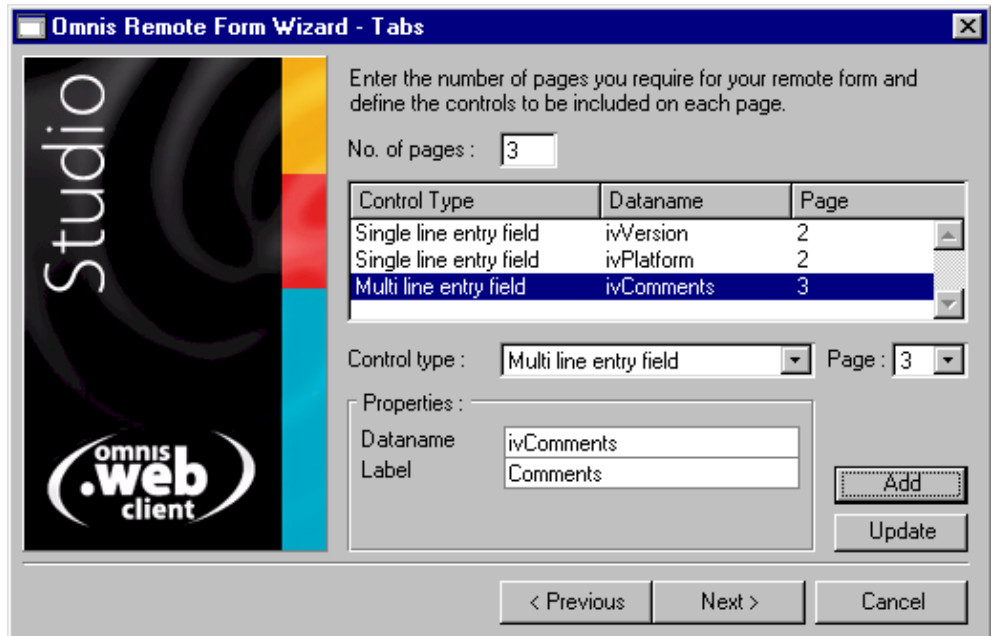 Omnis Remote Form Wizard - Tabs
Studio
Enter the number of pages you require for your remote form and
define the controls to be included on each page.
No. of pages : 3
Control Type Dataname Page
Single line entry field ivVersion 2
Single line entry field ivPlatform 2
Multi line entry field ivComments 3
Control type : Multi line entry field Page : 3
Properties :
Dataname ivComments
Label Comments
Add
Update
omnis
.web
client
< Previous Next > Cancel